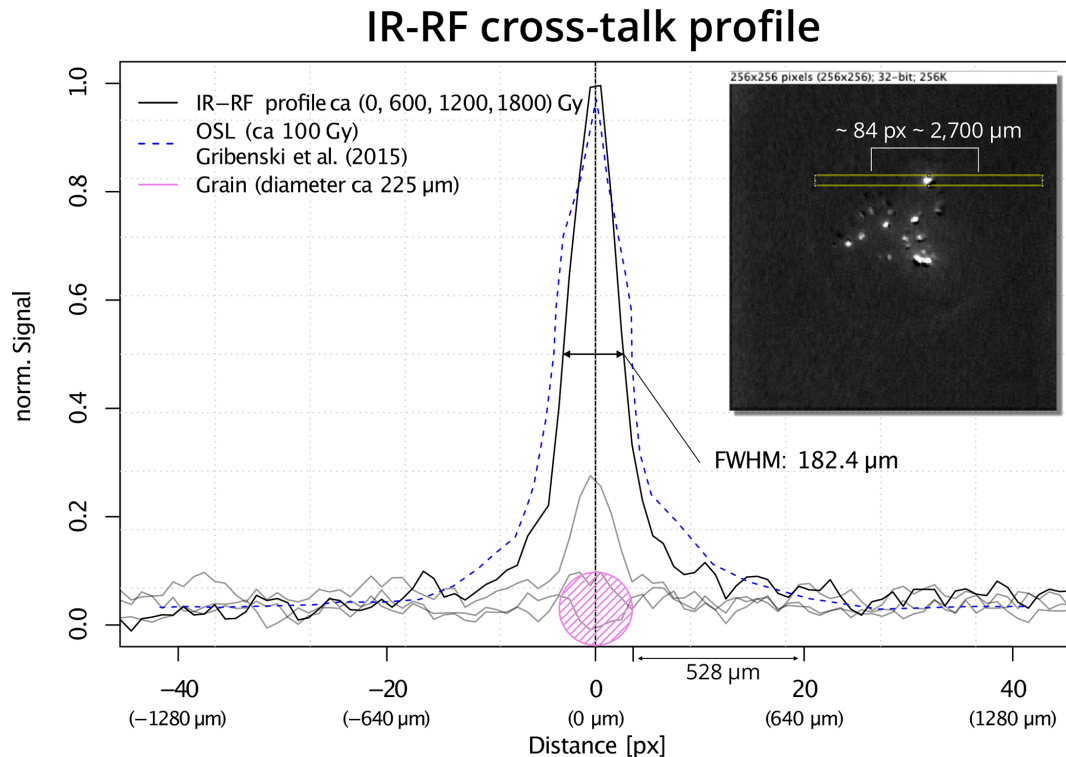 IR-RF cross-talk profile
256x256 pixels (256x256); 32-bit; 256K
~ 84 px ~ 2,700 µm
IR−RF profile ca (0, 600, 1200, 1800) Gy
OSL (ca 100 Gy)
Gribenski et al. (2015)
Grain (diameter ca 225 µm)
norm. Signal
1.0
0.8
0.6
0.4
0.2
0.0
FWHM: 182.4 µm
528 µm
−40 −20 0 20 40
(−1280 µm) (−640 µm) (0 µm) (640 µm) (1280 µm)
Distance [px]